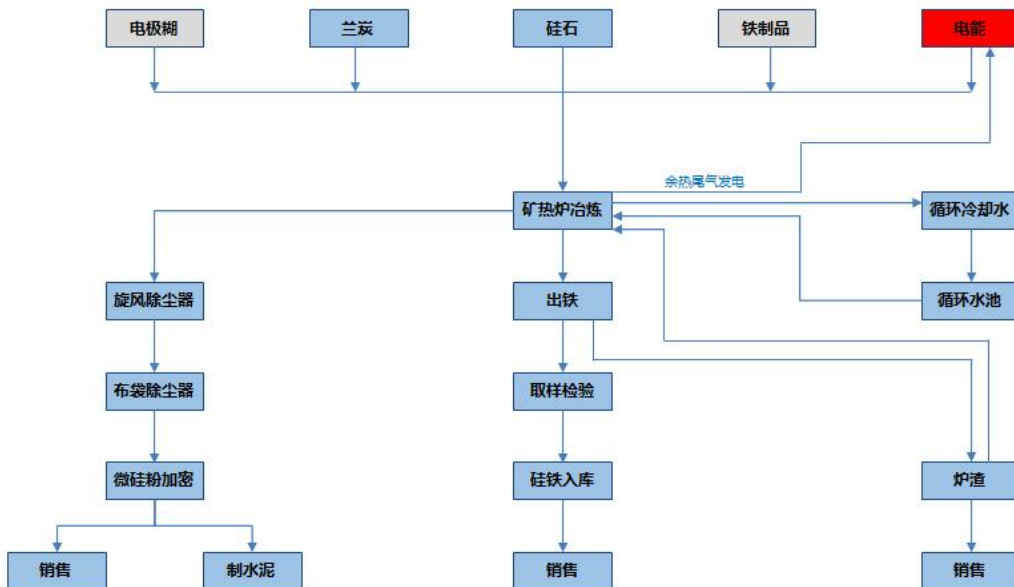 电极糊
兰炭
硅石
铁制品
电能
余热尾气发电
矿热炉冶炼
循环冷却水
旋风除尘器
出铁
循环水池
布袋除尘器
取样检验
微硅粉加密
硅铁入库
炉渣
销售
制水泥
销售
销售